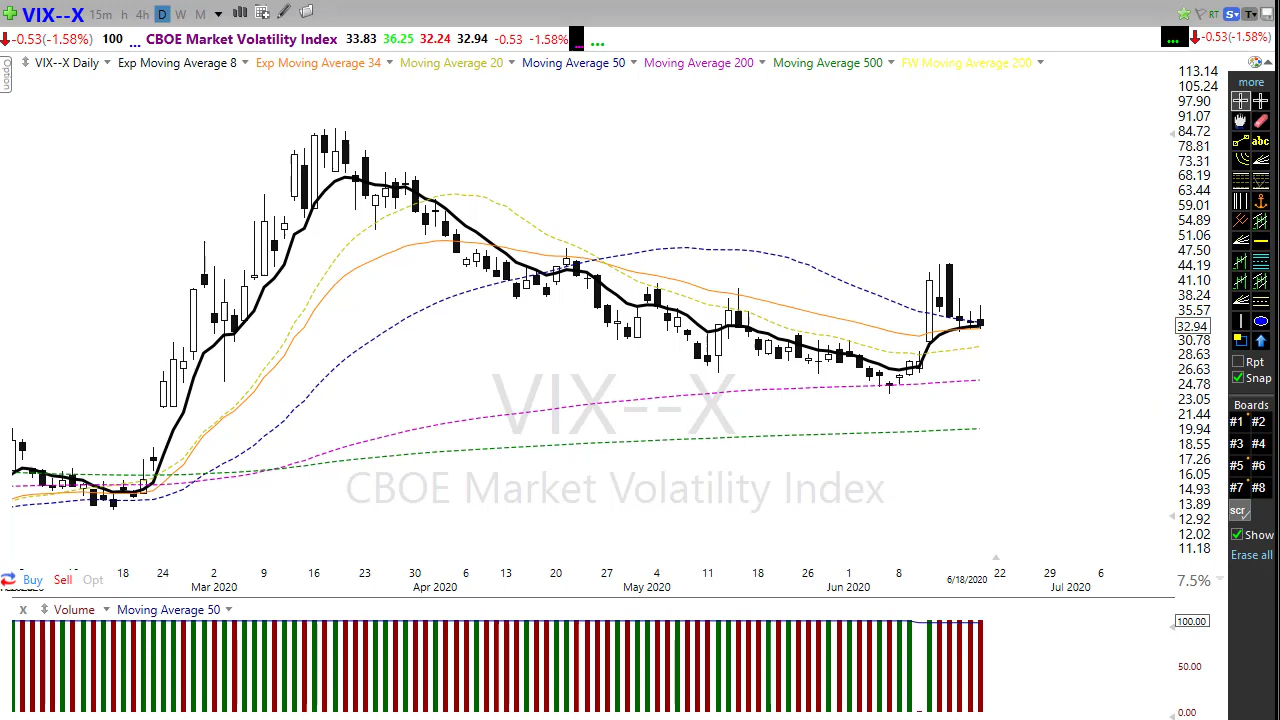 VIX--X 15m h 4h D W M RT S T
-0.53(-1.58%) 100 ... CBOE Market Volatility Index 33.83 36.25 32.24 32.94 -0.53 -1.58% ... ... ... -0.53(-1.58%)
Option
VIX--X Daily Exp Moving Average 8 Exp Moving Average 34 Moving Average 20 Moving Average 50 Moving Average 200 Moving Average 500 FW Moving Average 200
113.14
105.24
97.90
91.07
84.72
78.81
73.31
68.19
63.44
59.01
54.89
51.06
47.50
44.19
41.10
38.24
35.57
32.94
30.78
28.63
26.63
24.78
23.05
21.44
19.94
18.55
17.26
16.05
14.93
13.89
12.92
12.02
11.18
VIX--X
CBOE Market Volatility Index
18 24 9 16 23 30 6 13 20 27 4 11 18 26 1 8 6/18/2020 22 29 6
Mar 2020 Apr 2020 May 2020 Jun 2020 Jul 2020
Buy Sell Opt
7.5%
X Volume Moving Average 50
100.00
50.00
0.00
more
abc
Rpt
Snap
Boards
#1 #2
#3 #4
#5 #6
#7 #8
scr
Show
Erase all